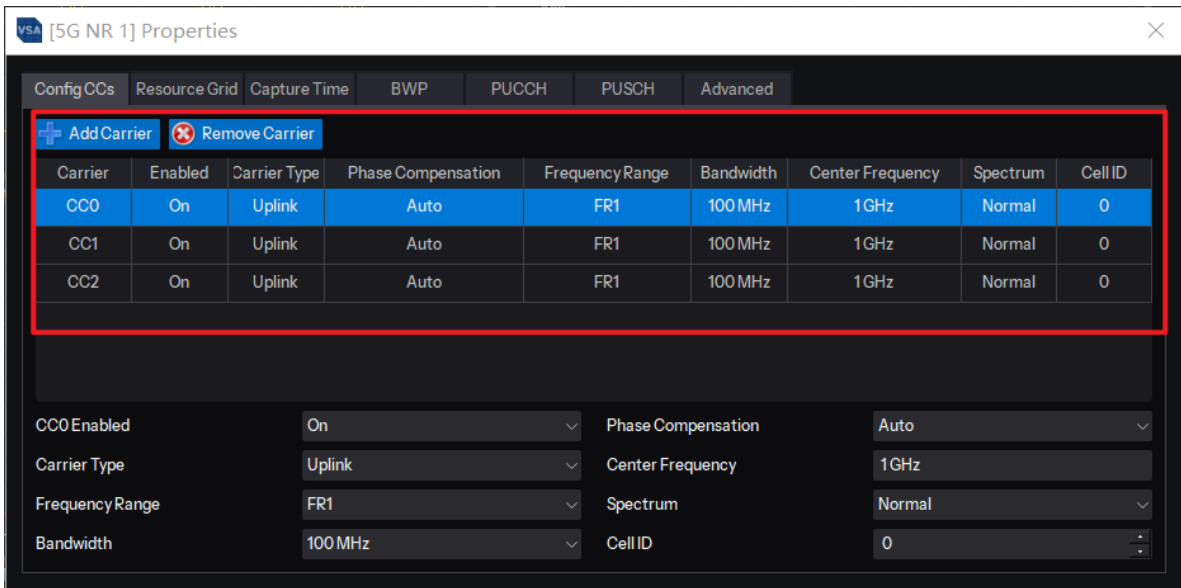 VSA [5G NR 1] Properties
Config CCs Resource Grid Capture Time BWP PUCCH PUSCH Advanced
Add Carrier Remove Carrier
Carrier Enabled Carrier Type Phase Compensation Frequency Range Bandwidth Center Frequency Spectrum Cell ID
CC0 On Uplink Auto FR1 100 MHz 1 GHz Normal 0
CC1 On Uplink Auto FR1 100 MHz 1 GHz Normal 0
CC2 On Uplink Auto FR1 100 MHz 1 GHz Normal 0
CC0 Enabled On Phase Compensation Auto
Carrier Type Uplink Center Frequency 1 GHz
Frequency Range FR1 Spectrum Normal
Bandwidth 100 MHz Cell ID 0